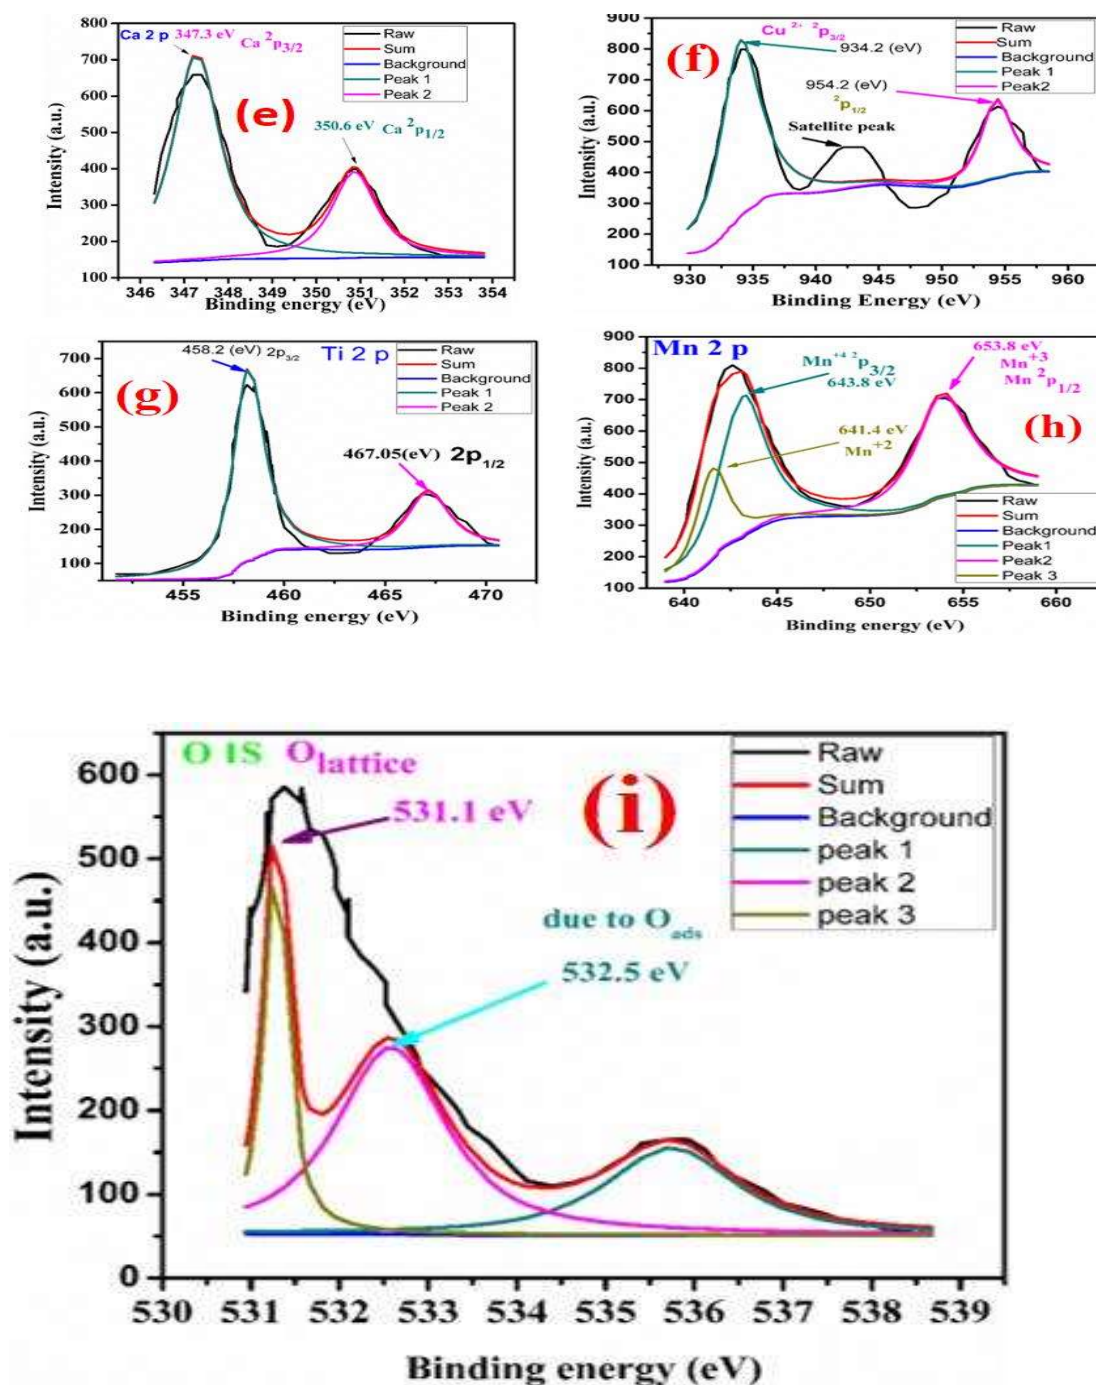 800
700
600
500
400
300
200
100
Intensity (a.u.)
Ca 2 p 347.3 eV Ca ²p₃/₂
(e)
350.6 eV Ca ²p₁/₂
Raw
Sum
Background
Peak 1
Peak 2
346 347 348 349 350 351 352 353 354
Binding energy (eV)
900
800
700
600
500
400
300
200
100
Intensity (a.u.)
(f)
Cu ²⁺ ²p₃/₂
934.2 (eV)
954.2 (eV)
²p₁/₂
Satellite peak
Raw
Sum
Background
Peak 1
Peak2
930 935 940 945 950 955 960
Binding Energy (eV)
700
600
500
400
300
200
100
Intensity (a.u.)
458.2 (eV) 2p₃/₂
Ti 2 p
(g)
467.05(eV) 2p₁/₂
Raw
Sum
Background
Peak 1
Peak 2
455 460 465 470
Binding energy (eV)
900
800
700
600
500
400
300
200
100
Intensity (a.u.)
Mn 2 p
Mn⁺⁴ ²p₃/₂
643.8 eV
641.4 eV
Mn⁺²
653.8 eV
Mn⁺³
Mn ²p₁/₂
(h)
Raw
Sum
Background
Peak1
Peak2
Peak 3
640 645 650 655 660
Binding energy (eV)
600
500
400
300
200
100
0
Intensity (a.u.)
O 1S O lattice
531.1 eV
(i)
due to O ads
532.5 eV
Raw
Sum
Background
peak 1
peak 2
peak 3
530 531 532 533 534 535 536 537 538 539
Binding energy (eV)